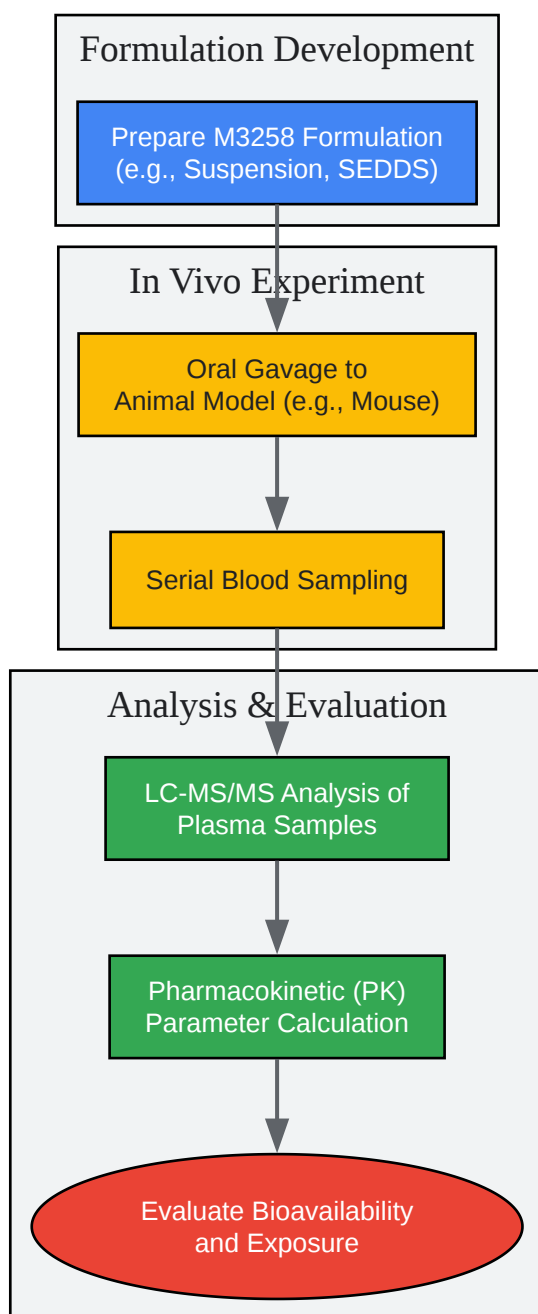 Formulation Development
Prepare M3258 Formulation
(e.g., Suspension, SEDDS)
In Vivo Experiment
Oral Gavage to
Animal Model (e.g., Mouse)
Serial Blood Sampling
Analysis & Evaluation
LC-MS/MS Analysis of
Plasma Samples
Pharmacokinetic (PK)
Parameter Calculation
Evaluate Bioavailability
and Exposure